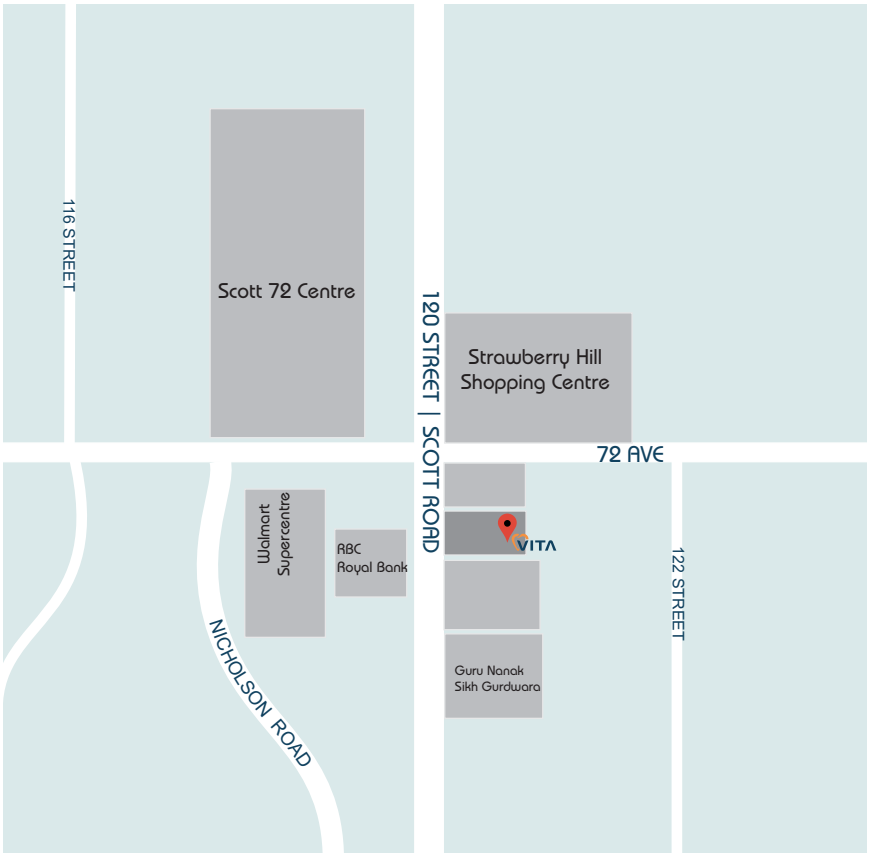 116 STREET
Scott 72 Centre
120 STREET | SCOTT ROAD
Strawberry Hill
Shopping Centre
72 AVE
Walmart
Supercentre
RBC
Royal Bank
VITA
122 STREET
NICHOLSON ROAD
Guru Nanak
Sikh Gurdwara